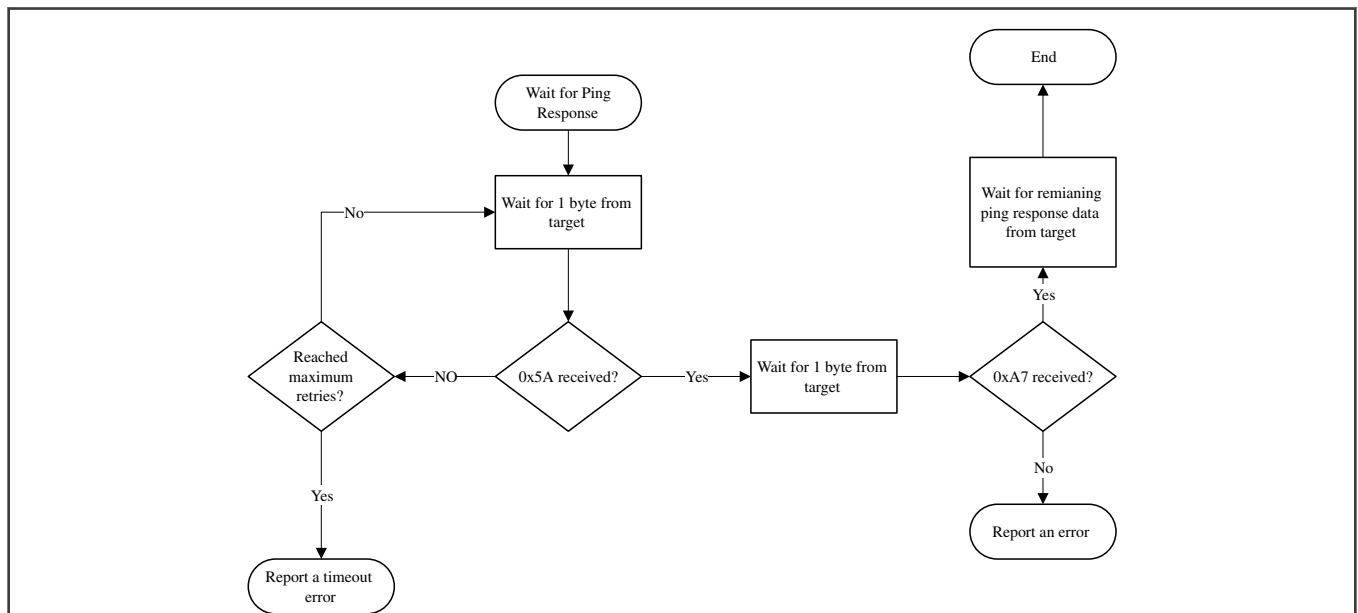 End
Wait for Ping
Response
Wait for remianing
ping response data
from target
Wait for 1 byte from
target
No
Yes
Reached
maximum
retries?
NO
0x5A received?
Yes
Wait for 1 byte from
target
0xA7 received?
No
Yes
Report an error
Report a timeout
error